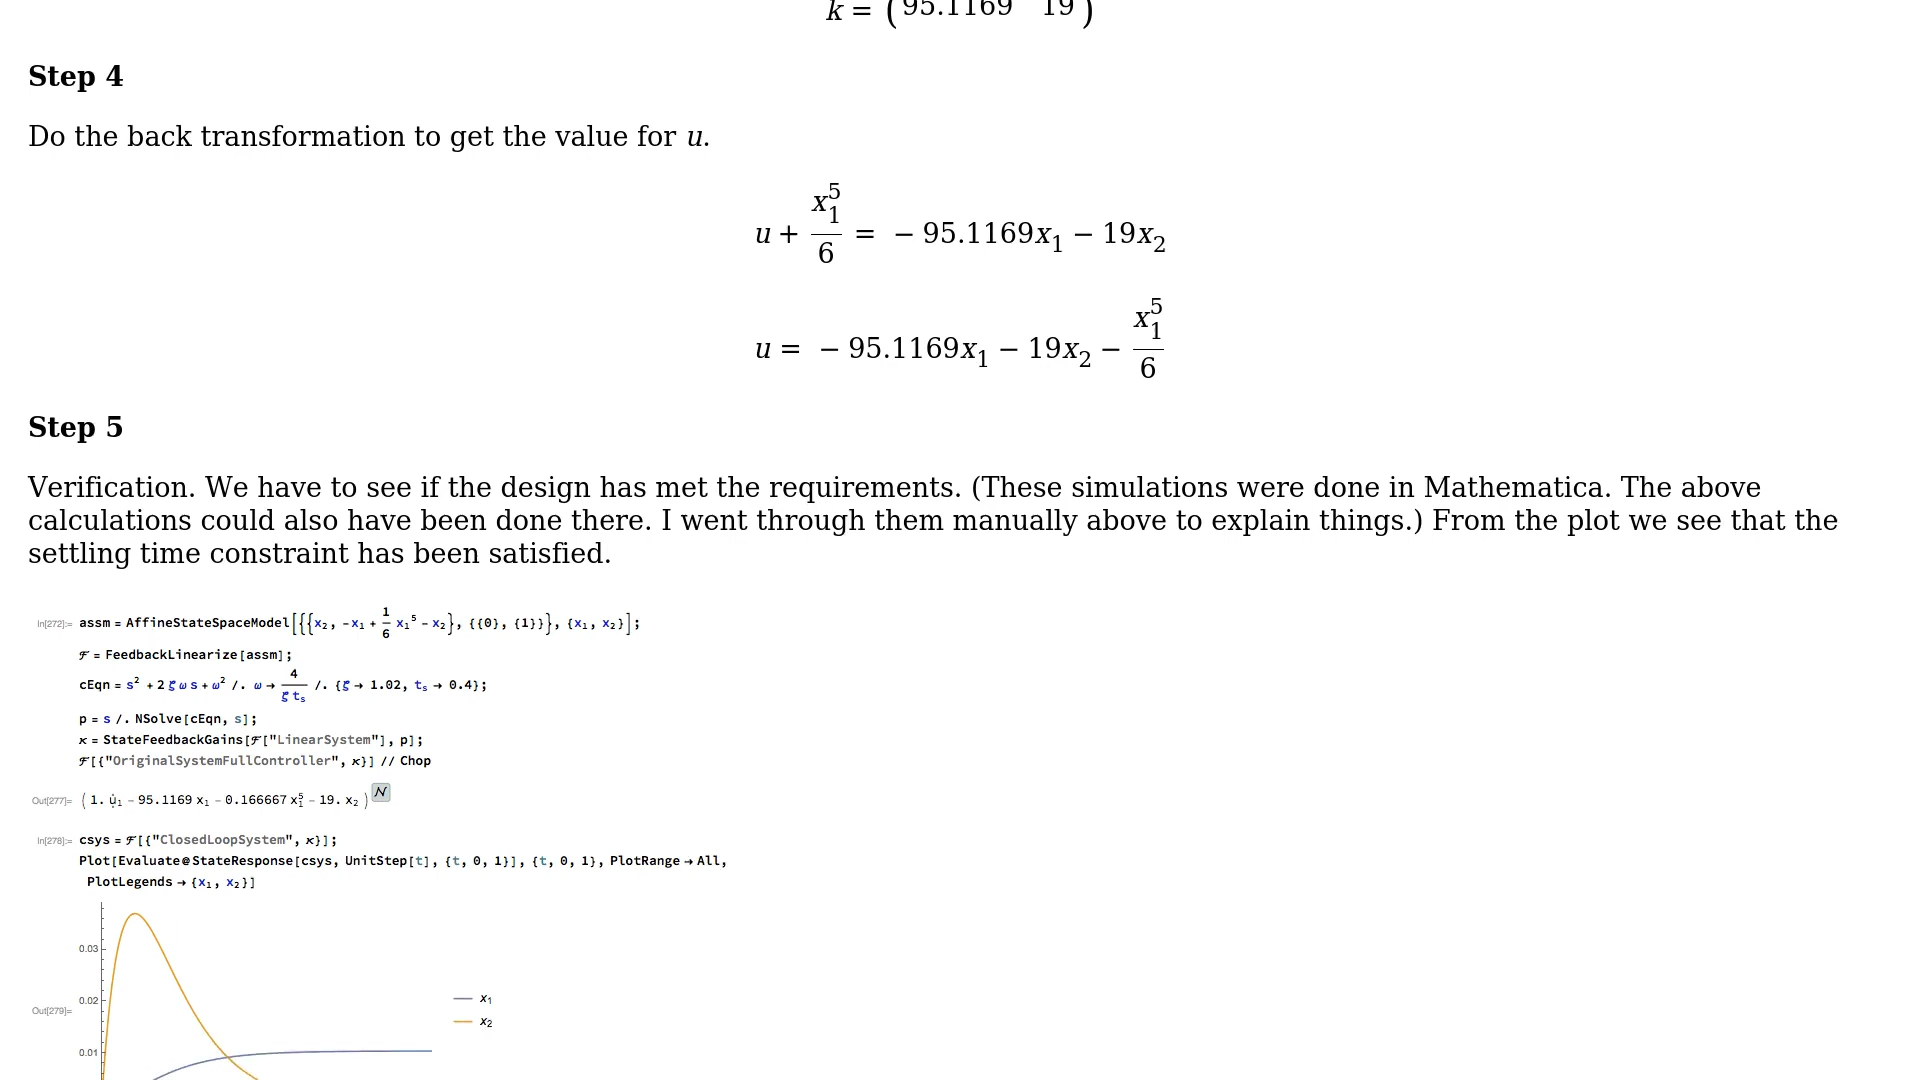 k = ( 95.1169 19 )
Step 4
Do the back transformation to get the value for u.
u + x₁⁵/6 = − 95.1169x₁ − 19x₂
u = − 95.1169x₁ − 19x₂ − x₁⁵/6
Step 5
Verification. We have to see if the design has met the requirements. (These simulations were done in Mathematica. The above
calculations could also have been done there. I went through them manually above to explain things.) From the plot we see that the
settling time constraint has been satisfied.
In[272]:= assm = AffineStateSpaceModel[{{{x₂, -x₁ + 1/6 x₁⁵ - x₂}, {{0}, {1}}}, {x₁, x₂}];
ℱ = FeedbackLinearize[assm];
cEqn = s² + 2 ζ ω s + ω² /. ω → 4/(ζ tₛ) /. {ζ → 1.02, tₛ → 0.4};
p = s /. NSolve[cEqn, s];
κ = StateFeedbackGains[ℱ["LinearSystem"], p];
ℱ[{"OriginalSystemFullController", κ}] // Chop
Out[277]= ( 1. u̇₁ - 95.1169 x₁ - 0.166667 x₁⁵ - 19. x₂ ) N
In[278]:= csys = ℱ[{"ClosedLoopSystem", κ}];
Plot[Evaluate@StateResponse[csys, UnitStep[t], {t, 0, 1}], {t, 0, 1}, PlotRange → All,
PlotLegends → {x₁, x₂}]
0.03
0.02
Out[279]=
0.01
x₁
x₂